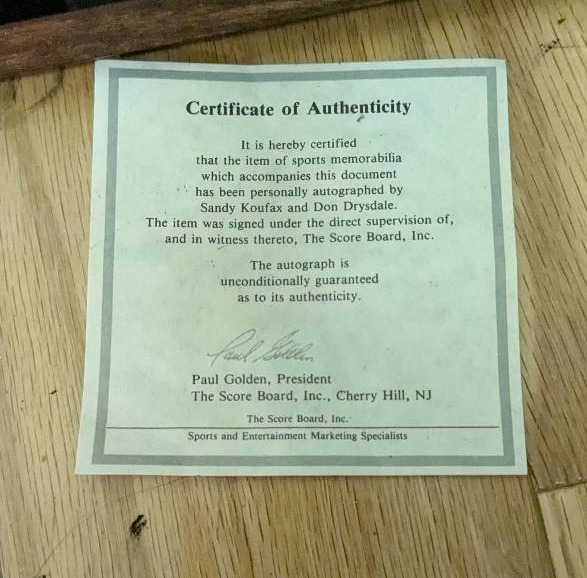 Certificate of Authenticity
It is hereby certified
that the item of sports memorabilia
which accompanies this document
has been personally autographed by
Sandy Koufax and Don Drysdale.
The item was signed under the direct supervision of,
and in witness thereto, The Score Board, Inc.
The autograph is
unconditionally guaranteed
as to its authenticity.
Paul Golden
Paul Golden, President
The Score Board, Inc., Cherry Hill, NJ
The Score Board, Inc.
Sports and Entertainment Marketing Specialists